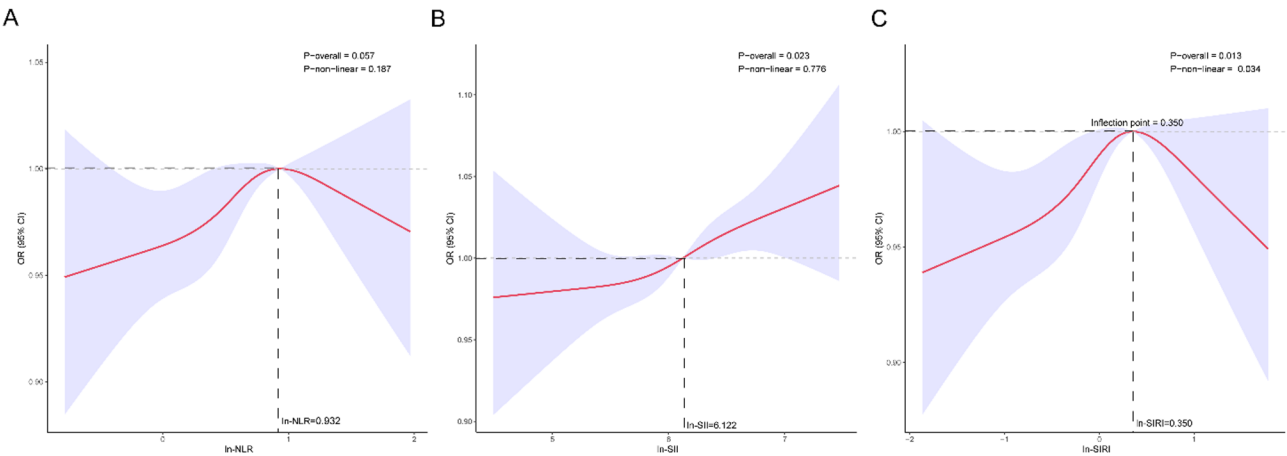 A
P-overall = 0.057
P-non-linear = 0.187
1.05
1.00
0.95
0.90
OR (95% CI)
ln-NLR=0.932
0
1
2
ln-NLR
B
P-overall = 0.023
P-non-linear = 0.776
1.10
1.05
1.00
0.95
0.90
OR (95% CI)
ln-SII=6.122
5
6
7
ln-SII
C
P-overall = 0.013
P-non-linear = 0.034
Inflection point = 0.350
1.00
0.95
0.90
OR (95% CI)
ln-SIRI=0.350
-2
-1
0
1
ln-SIRI